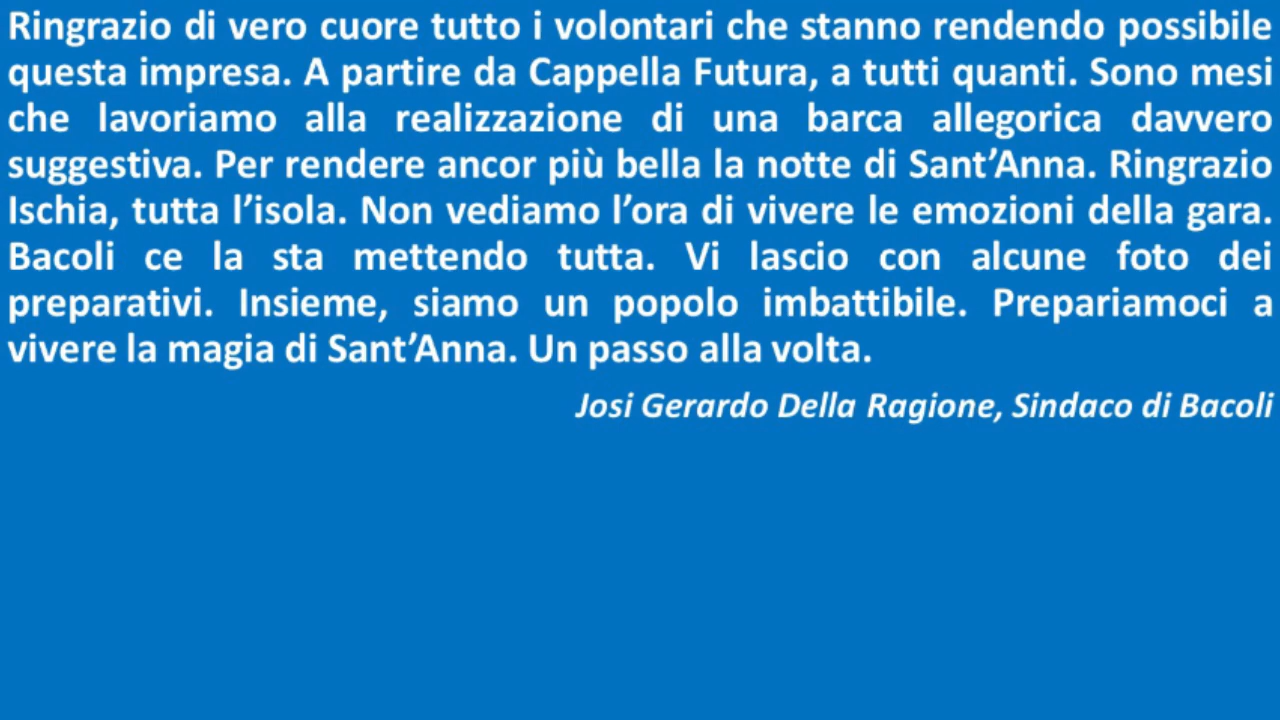 Ringrazio di vero cuore tutto i volontari che stanno rendendo possibile
questa impresa. A partire da Cappella Futura, a tutti quanti. Sono mesi
che lavoriamo alla realizzazione di una barca allegorica davvero
suggestiva. Per rendere ancor più bella la notte di Sant’Anna. Ringrazio
Ischia, tutta l’isola. Non vediamo l’ora di vivere le emozioni della gara.
Bacoli ce la sta mettendo tutta. Vi lascio con alcune foto dei
preparativi. Insieme, siamo un popolo imbattibile. Prepariamoci a
vivere la magia di Sant’Anna. Un passo alla volta.
Josi Gerardo Della Ragione, Sindaco di Bacoli